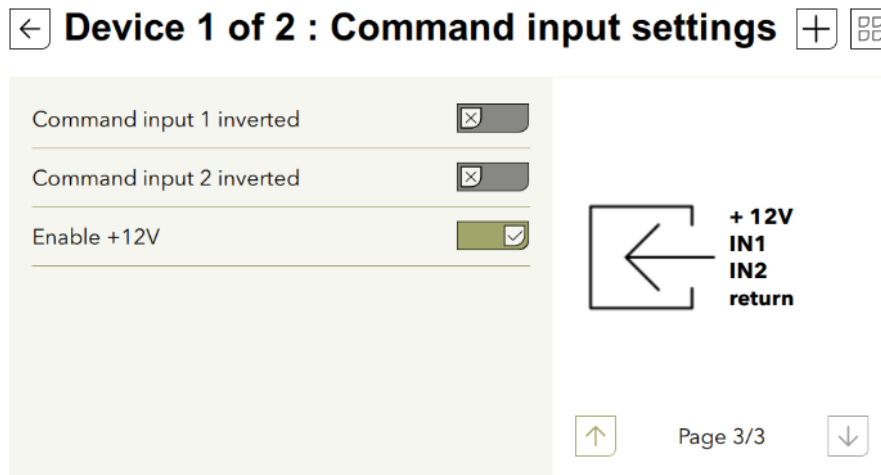 Device 1 of 2 : Command input settings
Command input 1 inverted
Command input 2 inverted
Enable +12V
+ 12V
IN1
IN2
return
Page 3/3